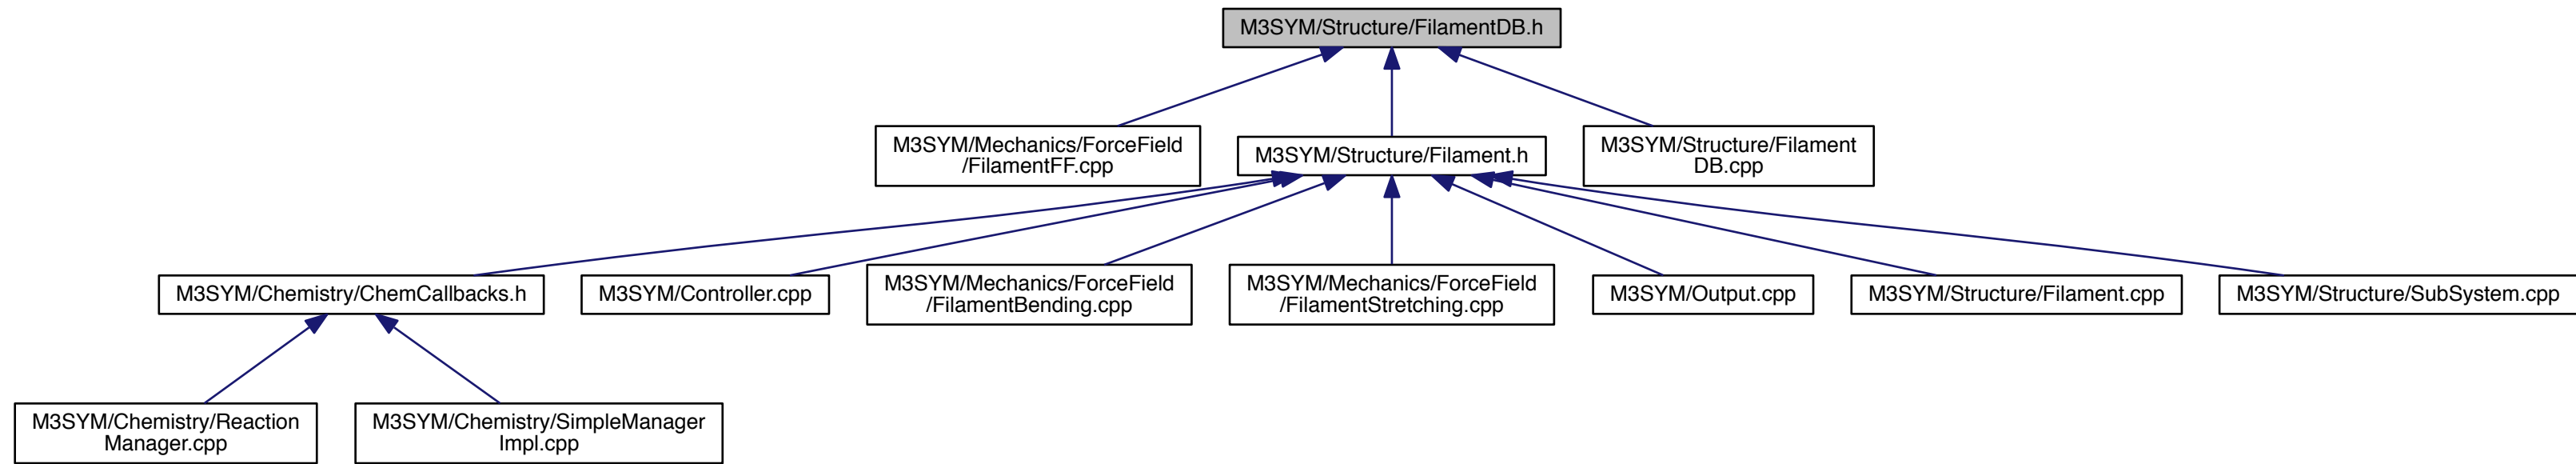 M3SYM/Structure/FilamentDB.h
M3SYM/Mechanics/ForceField
/FilamentFF.cpp
M3SYM/Structure/Filament.h
M3SYM/Structure/Filament
DB.cpp
M3SYM/Chemistry/ChemCallbacks.h
M3SYM/Controller.cpp
M3SYM/Mechanics/ForceField
/FilamentBending.cpp
M3SYM/Mechanics/ForceField
/FilamentStretching.cpp
M3SYM/Output.cpp
M3SYM/Structure/Filament.cpp
M3SYM/Structure/SubSystem.cpp
M3SYM/Chemistry/Reaction
Manager.cpp
M3SYM/Chemistry/SimpleManager
Impl.cpp